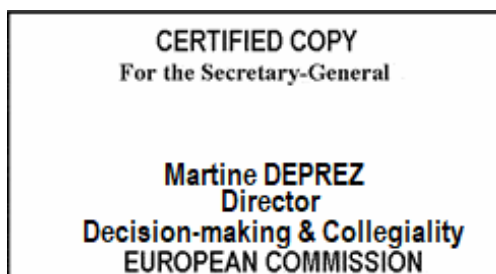 CERTIFIED COPY
For the Secretary-General
Martine DEPREZ
Director
Decision-making & Collegiality
EUROPEAN COMMISSION